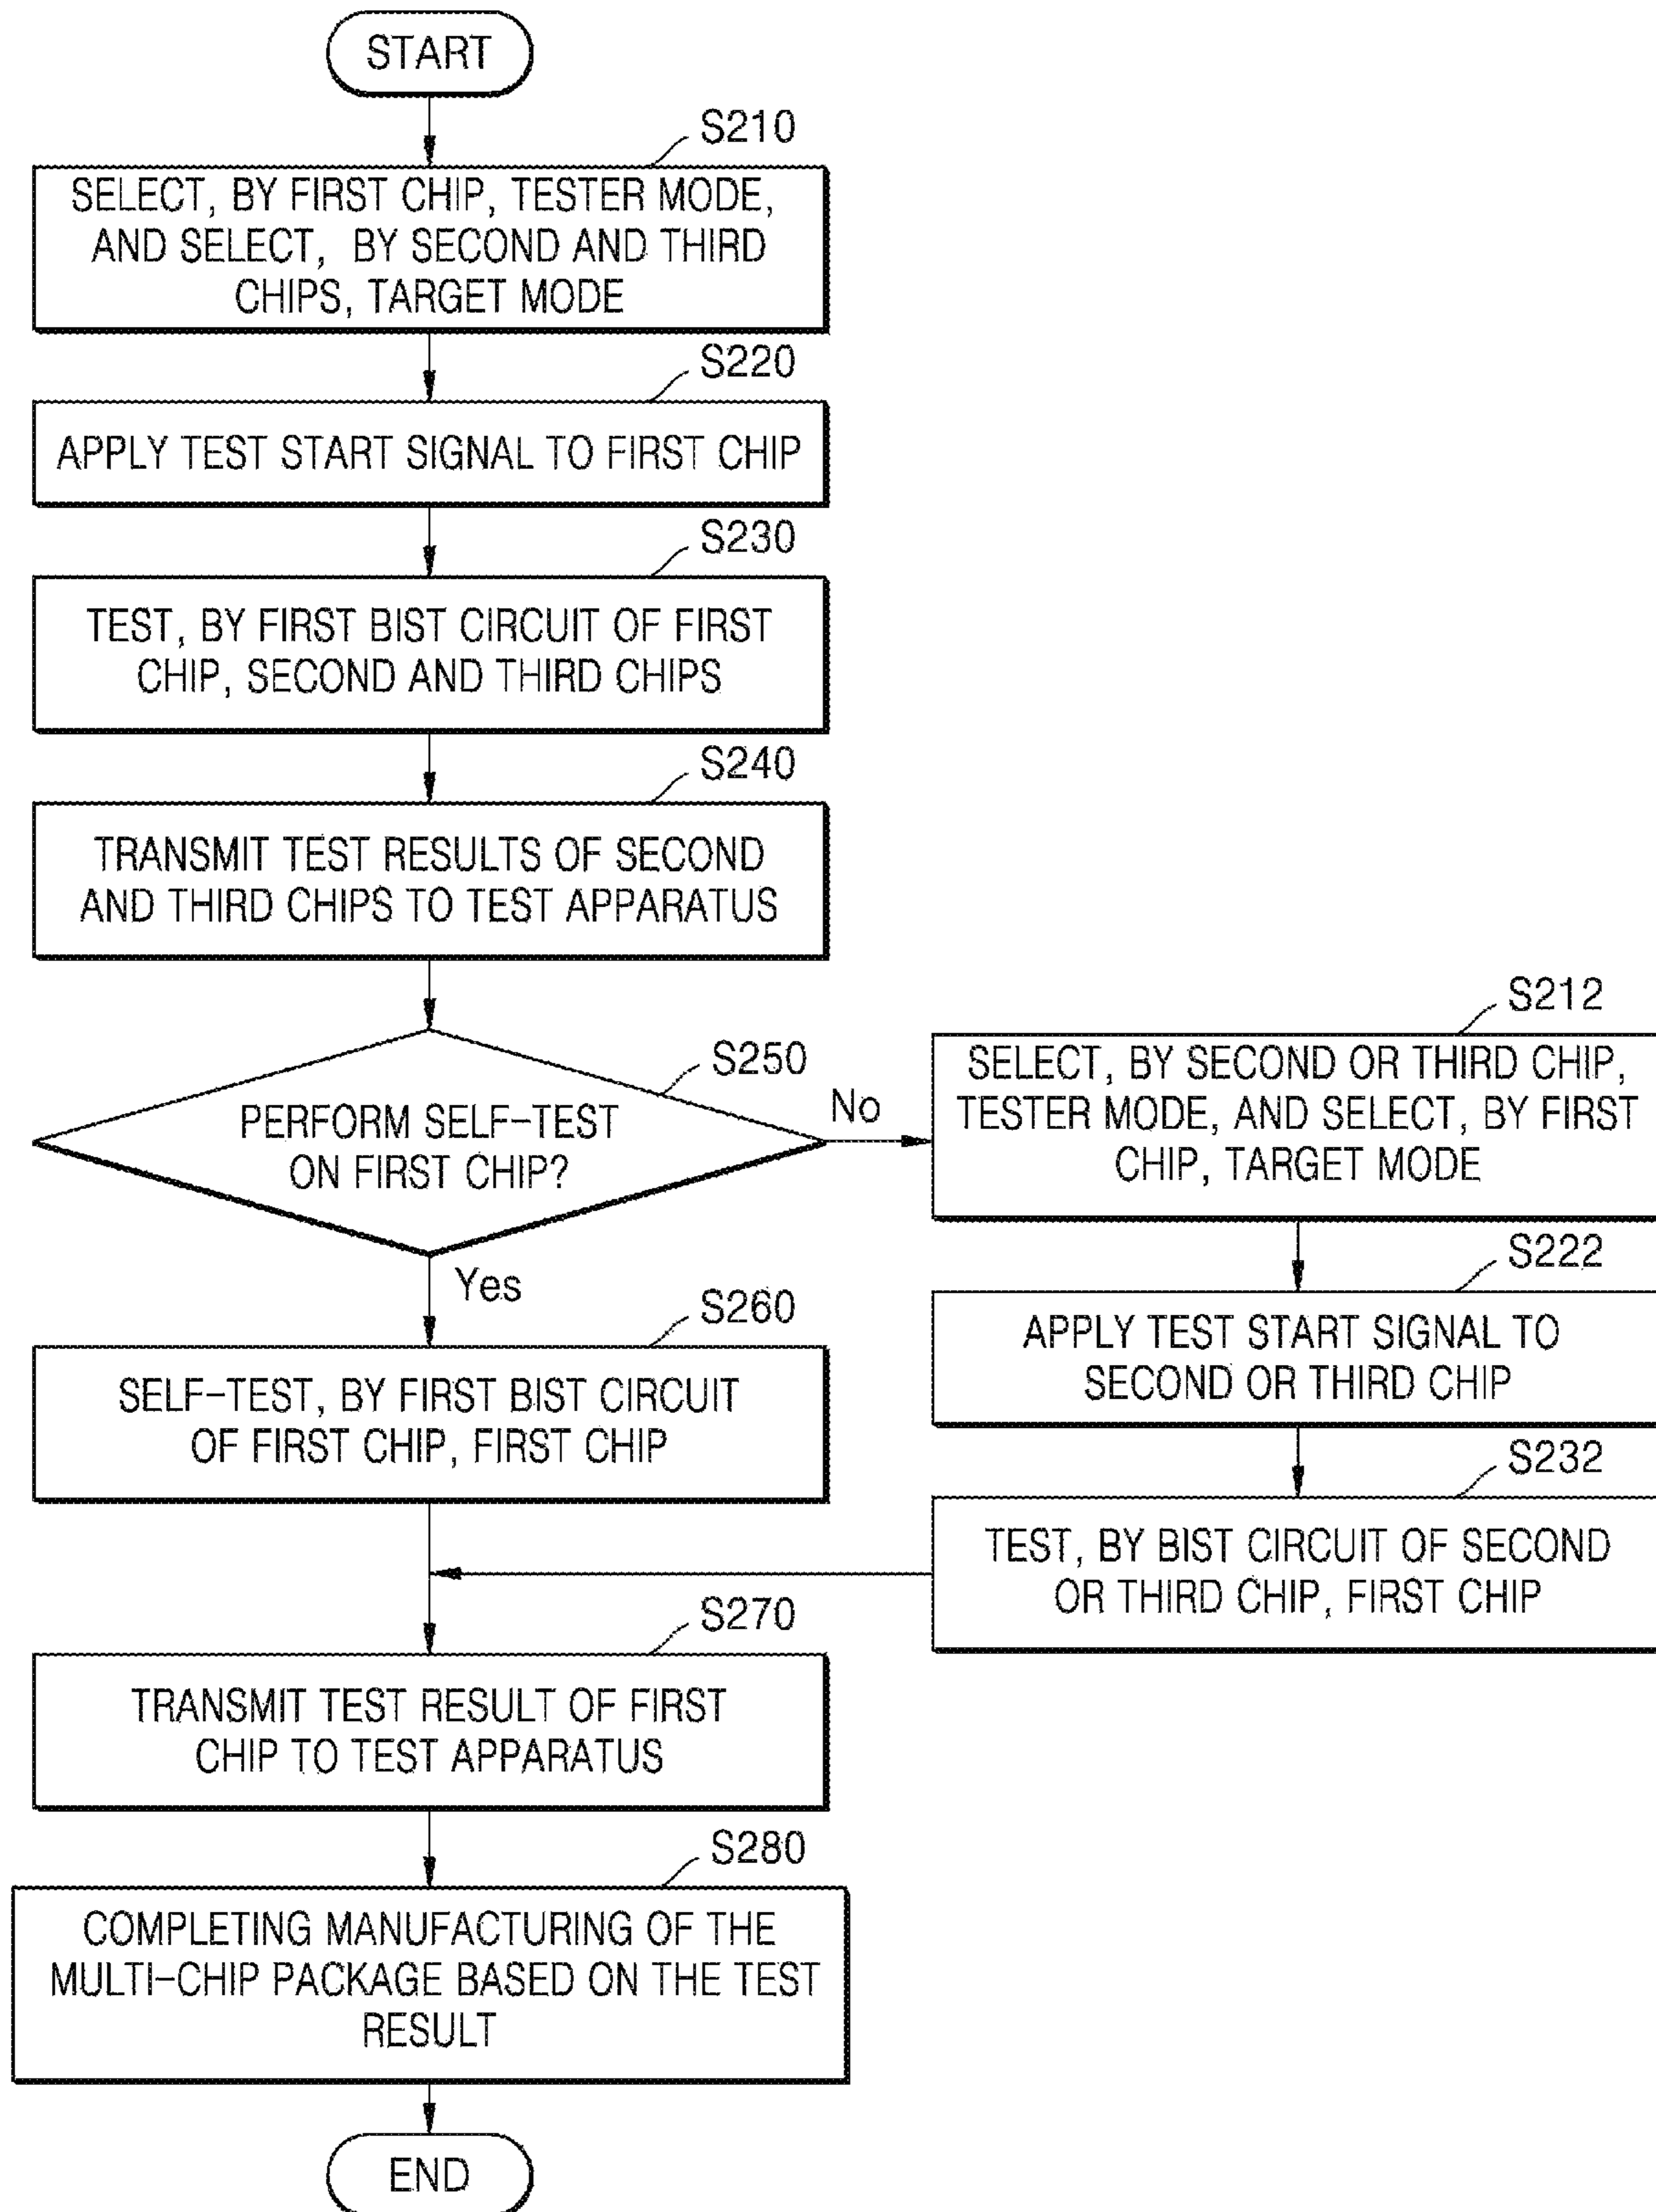 START
S210
SELECT, BY FIRST CHIP, TESTER MODE,
AND SELECT, BY SECOND AND THIRD
CHIPS, TARGET MODE
S220
APPLY TEST START SIGNAL TO FIRST CHIP
S230
TEST, BY FIRST BIST CIRCUIT OF FIRST
CHIP, SECOND AND THIRD CHIPS
S240
TRANSMIT TEST RESULTS OF SECOND
AND THIRD CHIPS TO TEST APPARATUS
S250
PERFORM SELF-TEST
ON FIRST CHIP?
No
S212
SELECT, BY SECOND OR THIRD CHIP,
TESTER MODE, AND SELECT, BY FIRST
CHIP, TARGET MODE
S222
APPLY TEST START SIGNAL TO
SECOND OR THIRD CHIP
S232
TEST, BY BIST CIRCUIT OF SECOND
OR THIRD CHIP, FIRST CHIP
Yes
S260
SELF-TEST, BY FIRST BIST CIRCUIT
OF FIRST CHIP, FIRST CHIP
S270
TRANSMIT TEST RESULT OF FIRST
CHIP TO TEST APPARATUS
S280
COMPLETING MANUFACTURING OF THE
MULTI-CHIP PACKAGE BASED ON THE TEST
RESULT
END